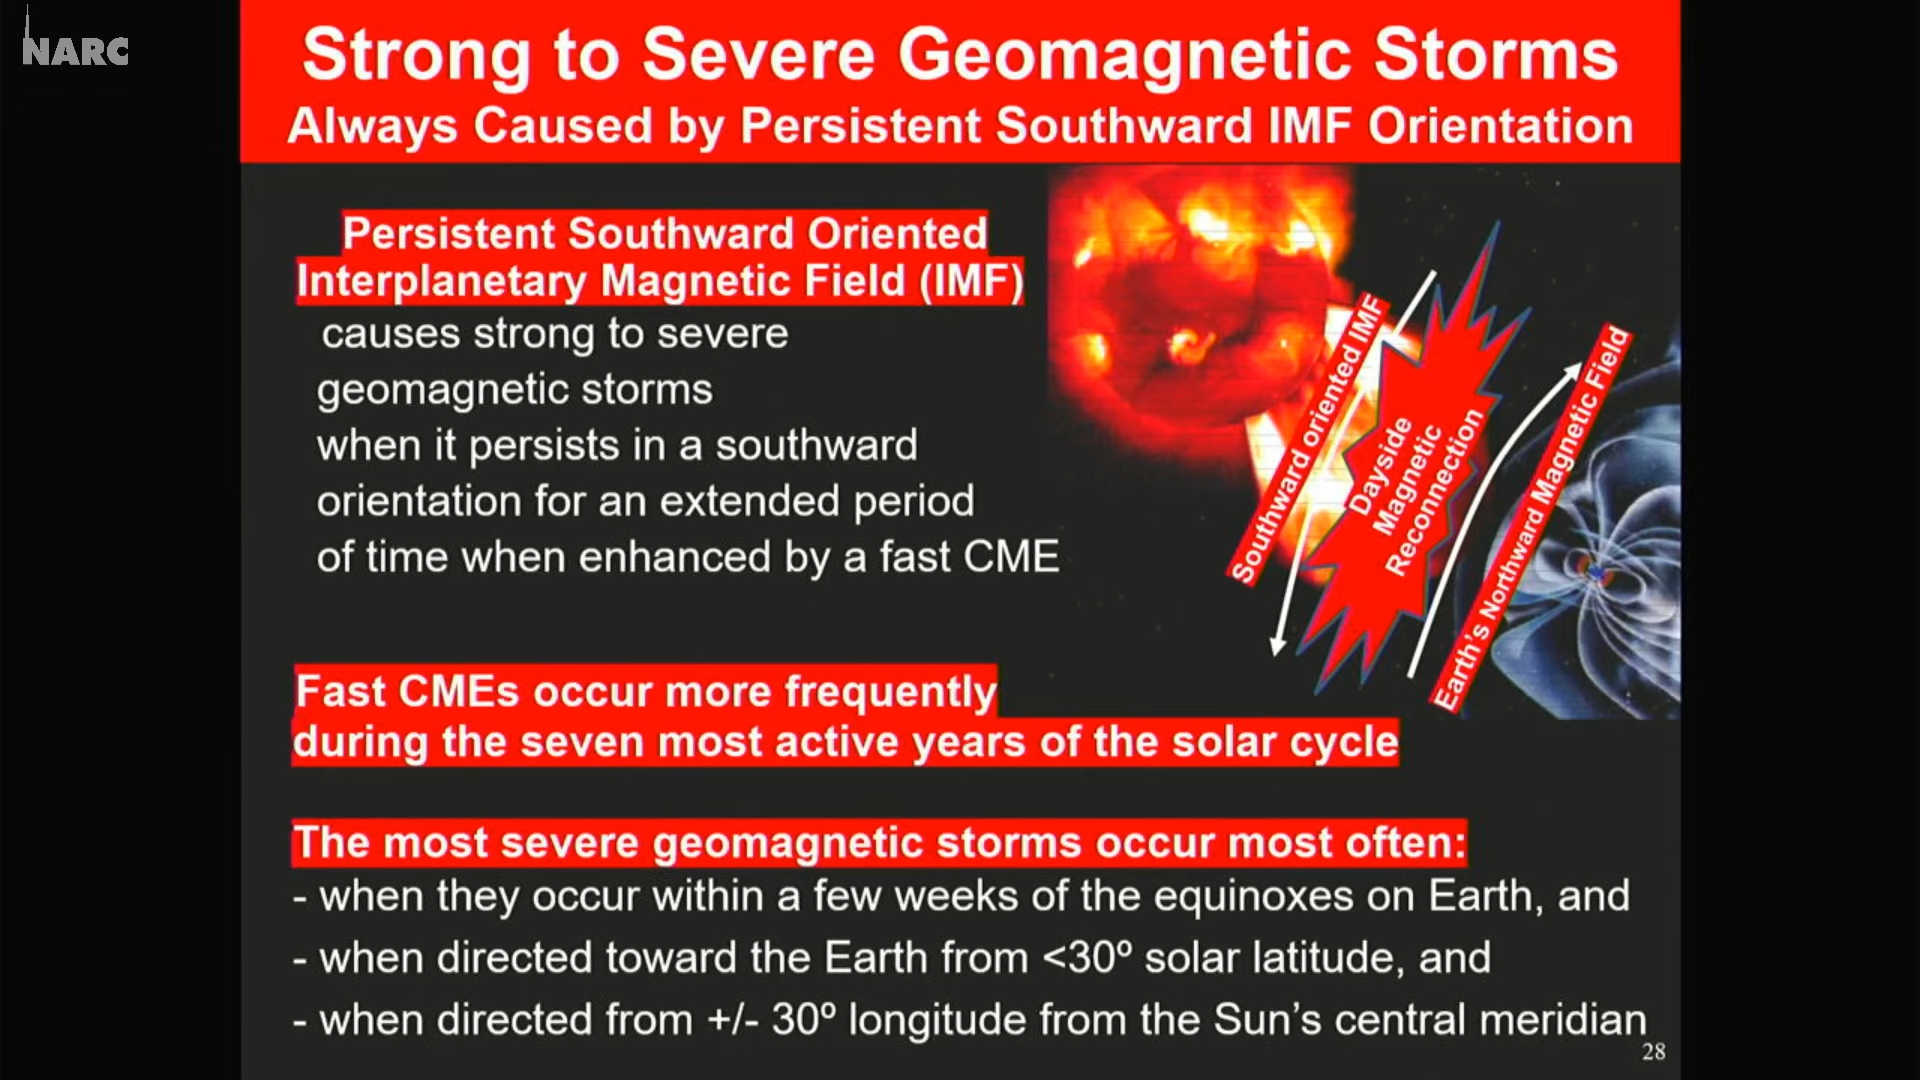 NARC
Strong to Severe Geomagnetic Storms
Always Caused by Persistent Southward IMF Orientation
Persistent Southward Oriented
Interplanetary Magnetic Field (IMF)
causes strong to severe
geomagnetic storms
when it persists in a southward
orientation for an extended period
of time when enhanced by a fast CME
Southward oriented IMF
Dayside
Magnetic
Reconnection
Earth's Northward Magnetic Field
Fast CMEs occur more frequently
during the seven most active years of the solar cycle
The most severe geomagnetic storms occur most often:
- when they occur within a few weeks of the equinoxes on Earth, and
- when directed toward the Earth from <30º solar latitude, and
- when directed from +/- 30º longitude from the Sun’s central meridian
28